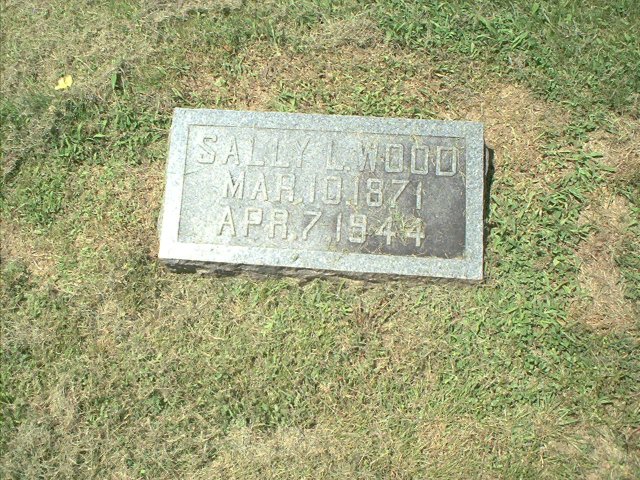 SALLY L. WOOD
MAR. 10. 1871
APR. 7. 1944